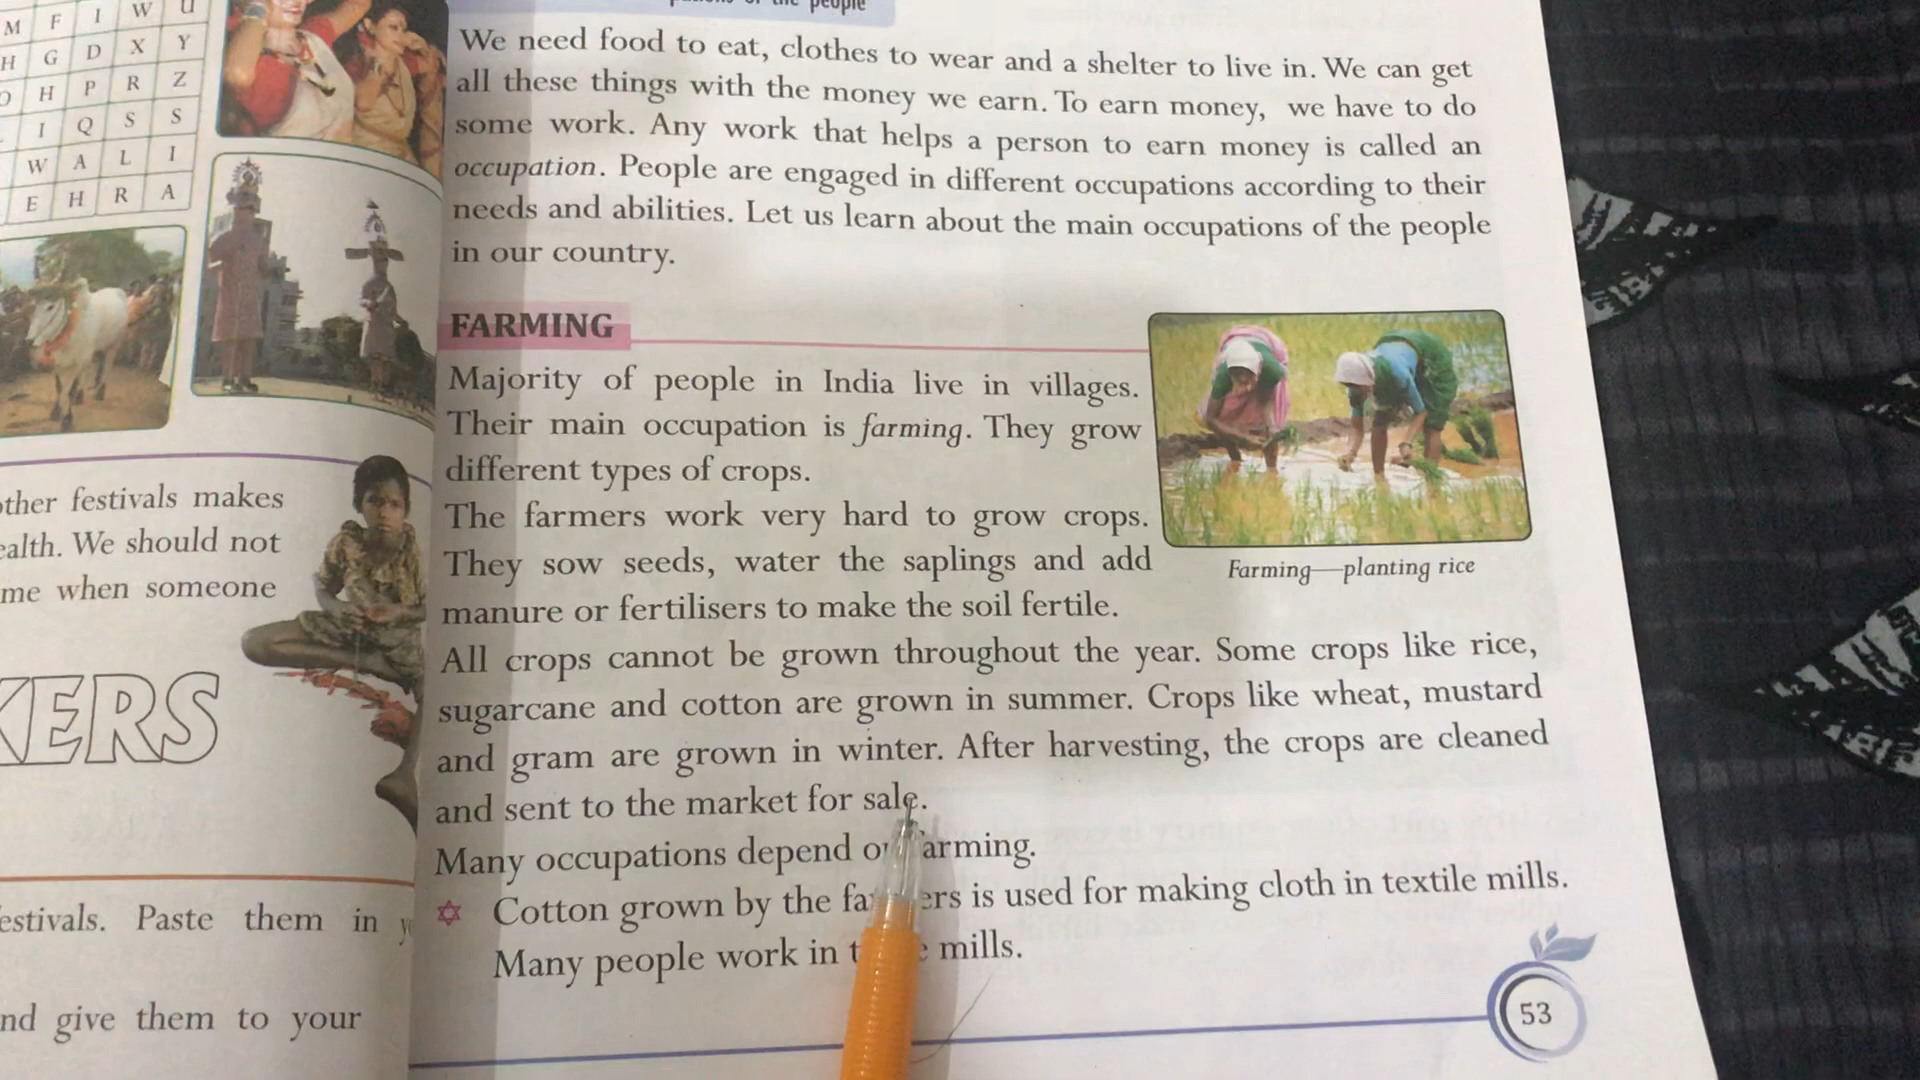 M F I W U
H G D X Y
H P R Z
I Q S S
W A L I
E H R A
other festivals makes
ealth. We should not
me when someone
KERS
estivals. Paste them in
nd give them to your
of the people
We need food to eat, clothes to wear and a shelter to live in. We can get
all these things with the money we earn. To earn money, we have to do
some work. Any work that helps a person to earn money is called an
occupation. People are engaged in different occupations according to their
needs and abilities. Let us learn about the main occupations of the people
in our country.
FARMING
Majority of people in India live in villages.
Their main occupation is farming. They grow
different types of crops.
The farmers work very hard to grow crops.
They sow seeds, water the saplings and add
manure or fertilisers to make the soil fertile.
Farming—planting rice
All crops cannot be grown throughout the year. Some crops like rice,
sugarcane and cotton are grown in summer. Crops like wheat, mustard
and gram are grown in winter. After harvesting, the crops are cleaned
and sent to the market for sale.
Many occupations depend on farming.
Cotton grown by the farmers is used for making cloth in textile mills.
Many people work in mills.
53